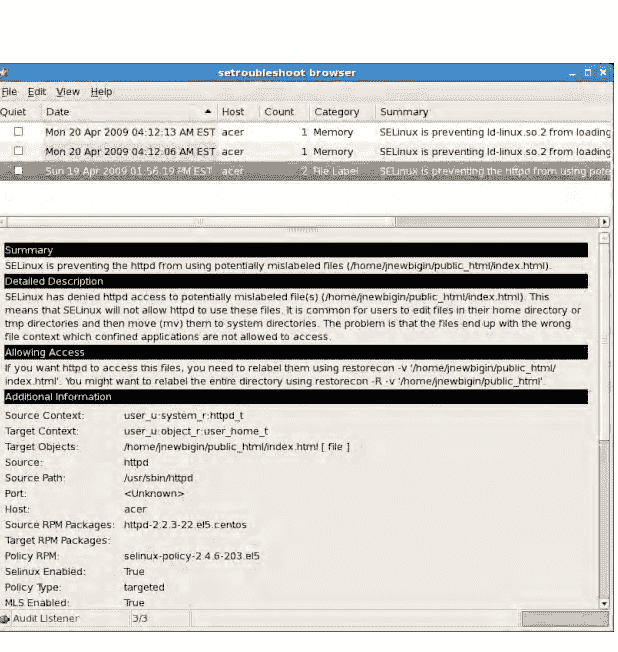 setroubleshoot browser
File Edit View Help
Quiet Date Host Count Category Summary
Mon 20 Apr 2009 04:12:13 AM EST acer 1 Memory SELinux is preventing ld-linux.so.2 from loading
Mon 20 Apr 2009 04:12:06 AM EST acer 1 Memory SELinux is preventing ld-linux.so.2 from loading
Sun 19 Apr 2009 01:56:19 PM EST acer 2 File Label SELinux is preventing the httpd from using pote
Summary
SELinux is preventing the httpd from using potentially mislabeled files (/home/jnewbigin/public_html/index.html).
Detailed Description
SELinux has denied httpd access to potentially mislabeled file(s) (/home/jnewbigin/public_html/index.html). This
means that SELinux will not allow httpd to use these files. It is common for users to edit files in their home directory or
tmp directories and then move (mv) them to system directories. The problem is that the files end up with the wrong
file context which confined applications are not allowed to access.
Allowing Access
If you want httpd to access this files, you need to relabel them using restorecon -v '/home/jnewbigin/public_html/
index.html'. You might want to relabel the entire directory using restorecon -R -v '/home/jnewbigin/public_html'.
Additional Information
Source Context: user_u:system_r:httpd_t
Target Context: user_u:object_r:user_home_t
Target Objects: /home/jnewbigin/public_html/index.html [ file ]
Source: httpd
Source Path: /usr/sbin/httpd
Port: <Unknown>
Host: acer
Source RPM Packages: httpd-2.2.3-22.el5.centos
Target RPM Packages:
Policy RPM: selinux-policy-2.4.6-203.el5
Selinux Enabled: True
Policy Type: targeted
MLS Enabled: True
Audit Listener 3/3